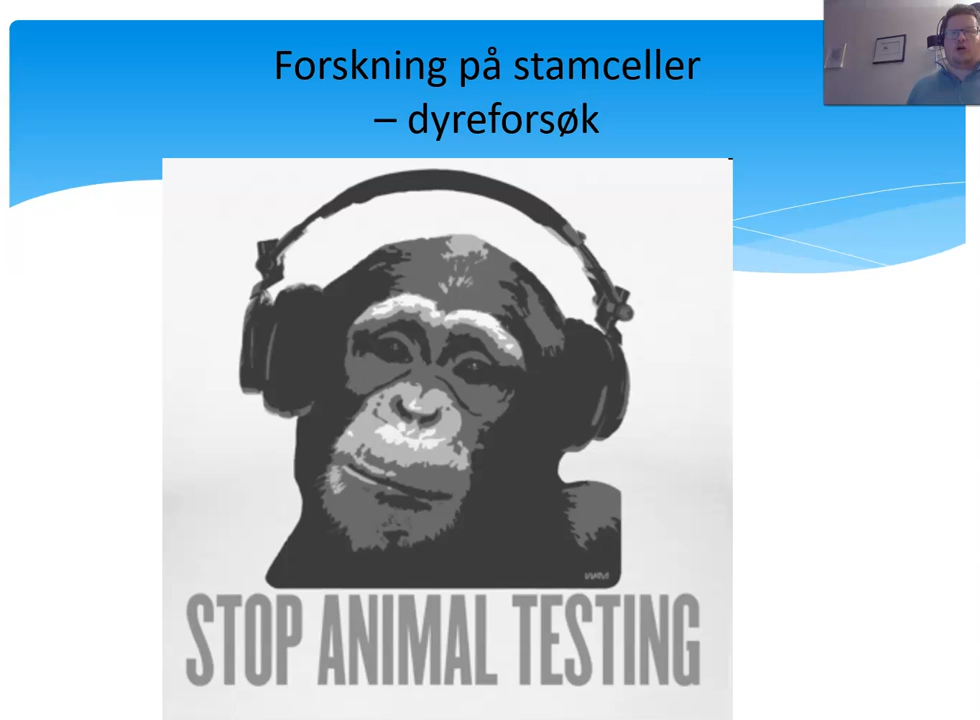 Forskning på stamceller
– dyreforsøk
STOP ANIMAL TESTING